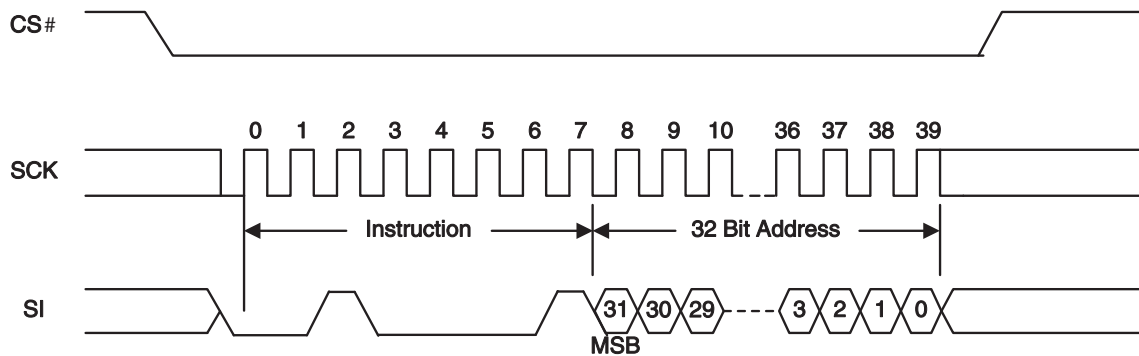 CS#
0 1 2 3 4 5 6 7 8 9 10 36 37 38 39
SCK
Instruction 32 Bit Address
SI 31 30 29 3 2 1 0
MSB